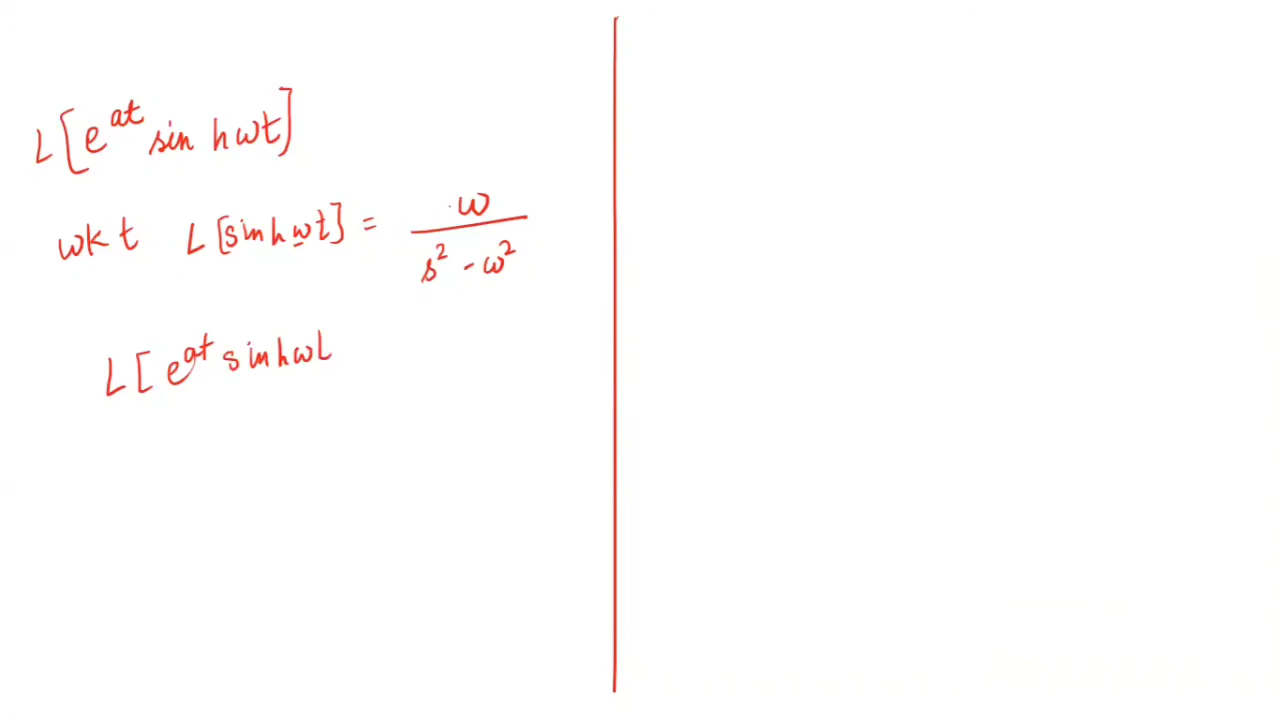 L[e^{at} sin hωt]
wkt L[sinhωt] = ω / (s² - ω²)
L[e^{at} sinhωt